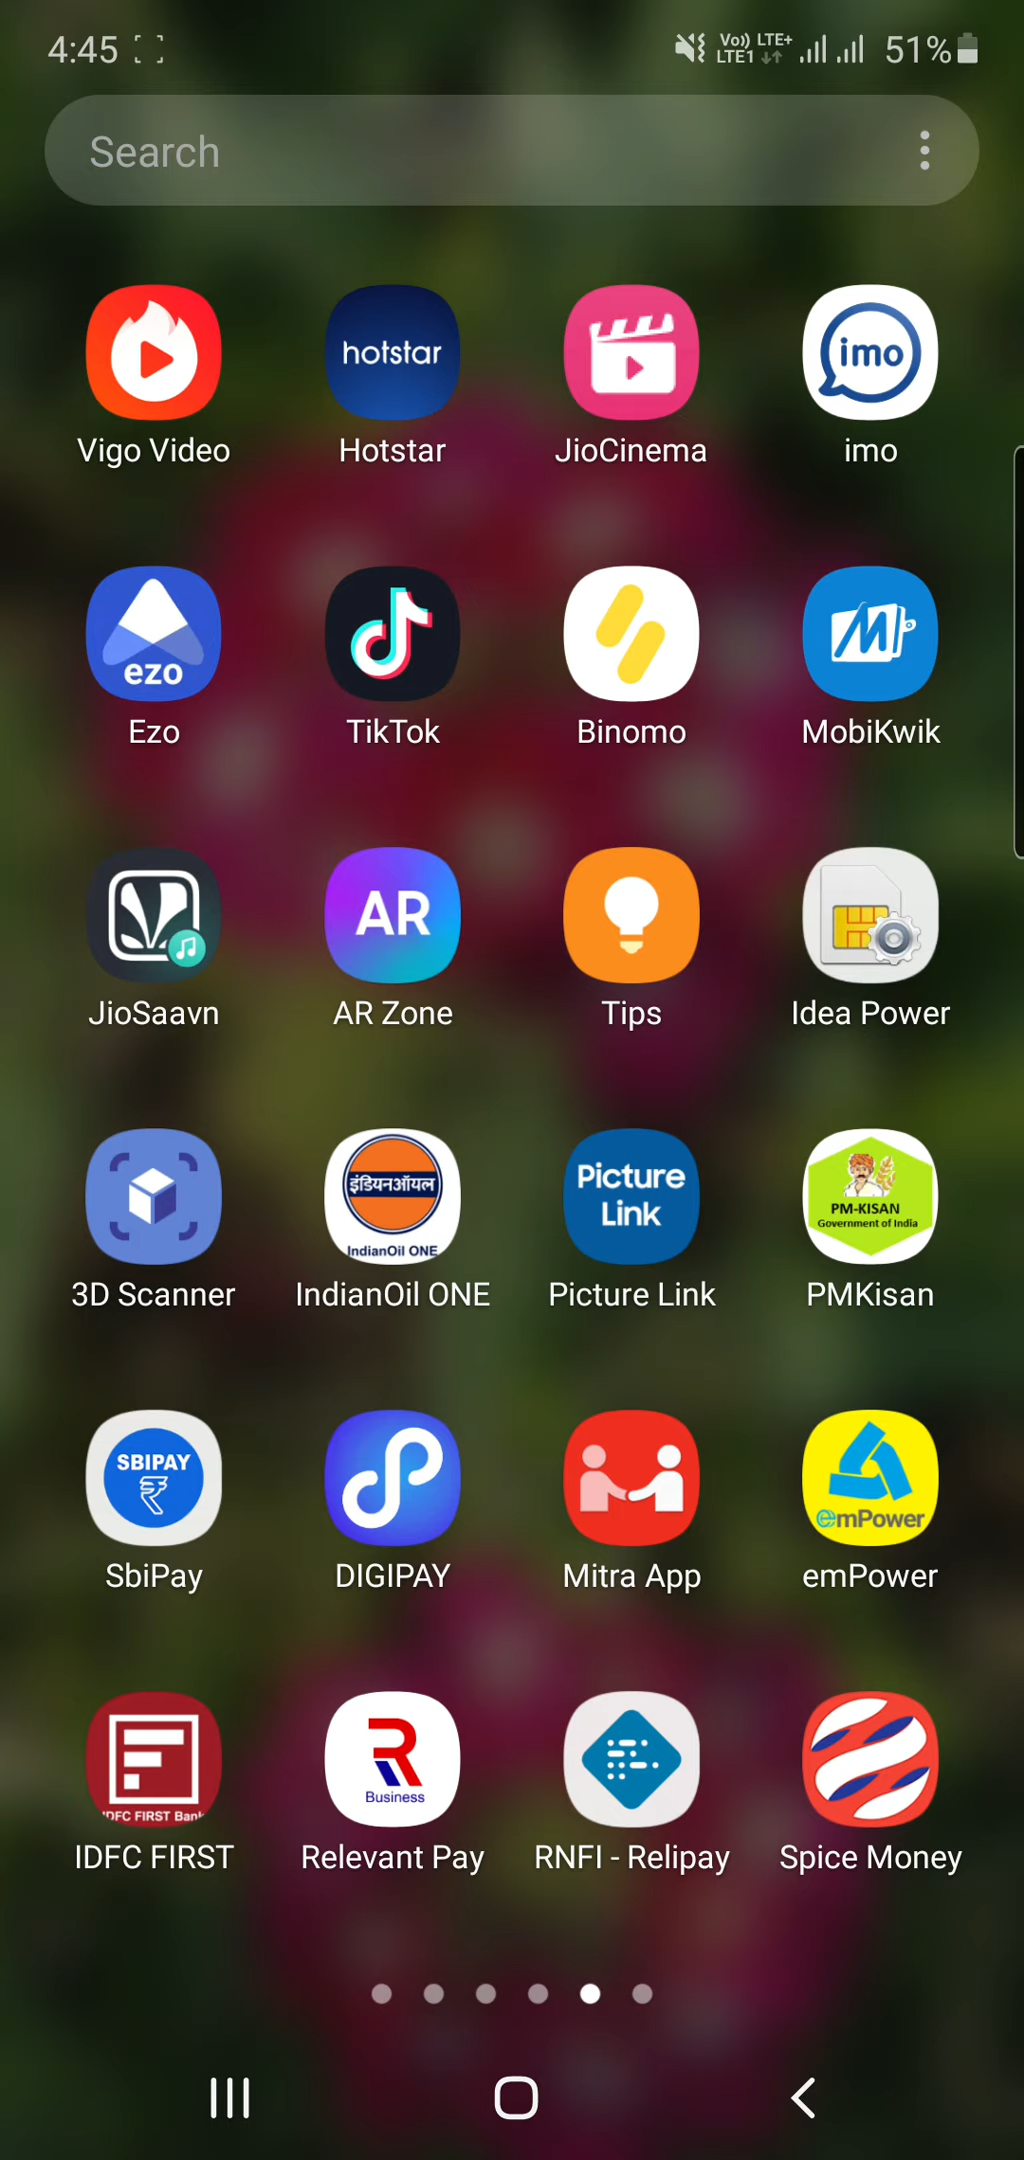 4:45
Vo)) LTE+
LTE1
51%
Search
hotstar
imo
Vigo Video
Hotstar
JioCinema
imo
ezo
Ezo
TikTok
Binomo
MobiKwik
AR
JioSaavn
AR Zone
Tips
Idea Power
इंडियनऑयल
IndianOil ONE
Picture
Link
PM-KISAN
Government of India
3D Scanner
IndianOil ONE
Picture Link
PMKisan
SBIPAY
emPower
SbiPay
DIGIPAY
Mitra App
emPower
IDFC FIRST Bank
R
Business
IDFC FIRST
Relevant Pay
RNFI - Relipay
Spice Money